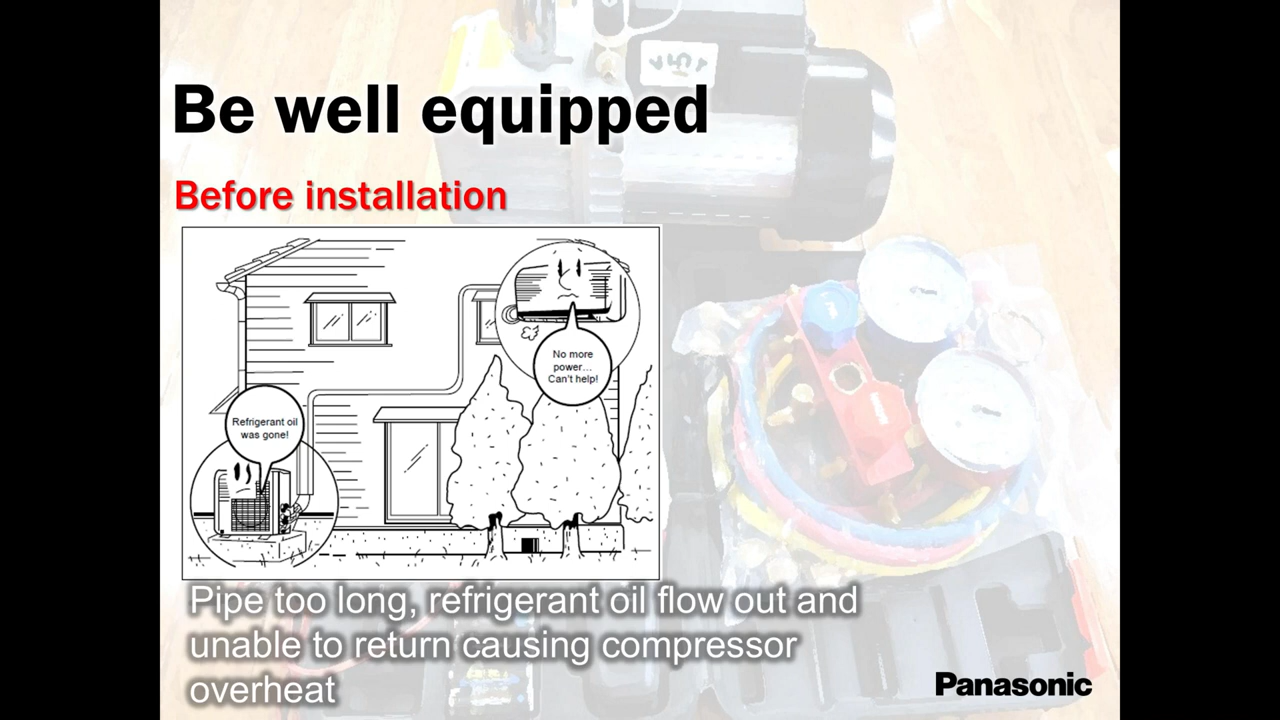 Be well equipped
Before installation
No more
power...
Can't help!
Refrigerant oil
was gone!
Pipe too long, refrigerant oil flow out and
unable to return causing compressor
overheat
Panasonic